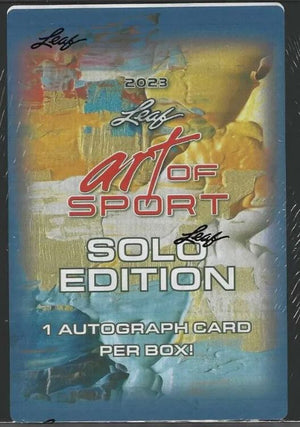 Leaf
2023
Leaf
art OF
SPORT
Leaf
SOLO
EDITION
1 AUTOGRAPH CARD
PER BOX!